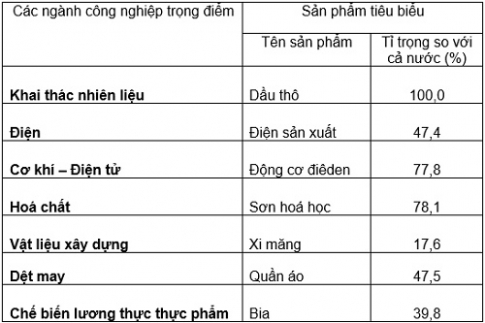 Các ngành công nghiệp trọng điểm
Sản phẩm tiêu biểu
Tên sản phẩm
Tỉ trọng so với
cả nước (%)
Khai thác nhiên liệu Dầu thô 100,0
Điện Điện sản xuất 47,4
Cơ khí – Điện tử Động cơ điêden 77,8
Hoá chất Sơn hoá học 78,1
Vật liệu xây dựng Xi măng 17,6
Dệt may Quần áo 47,5
Chế biến lương thực thực phẩm Bia 39,8